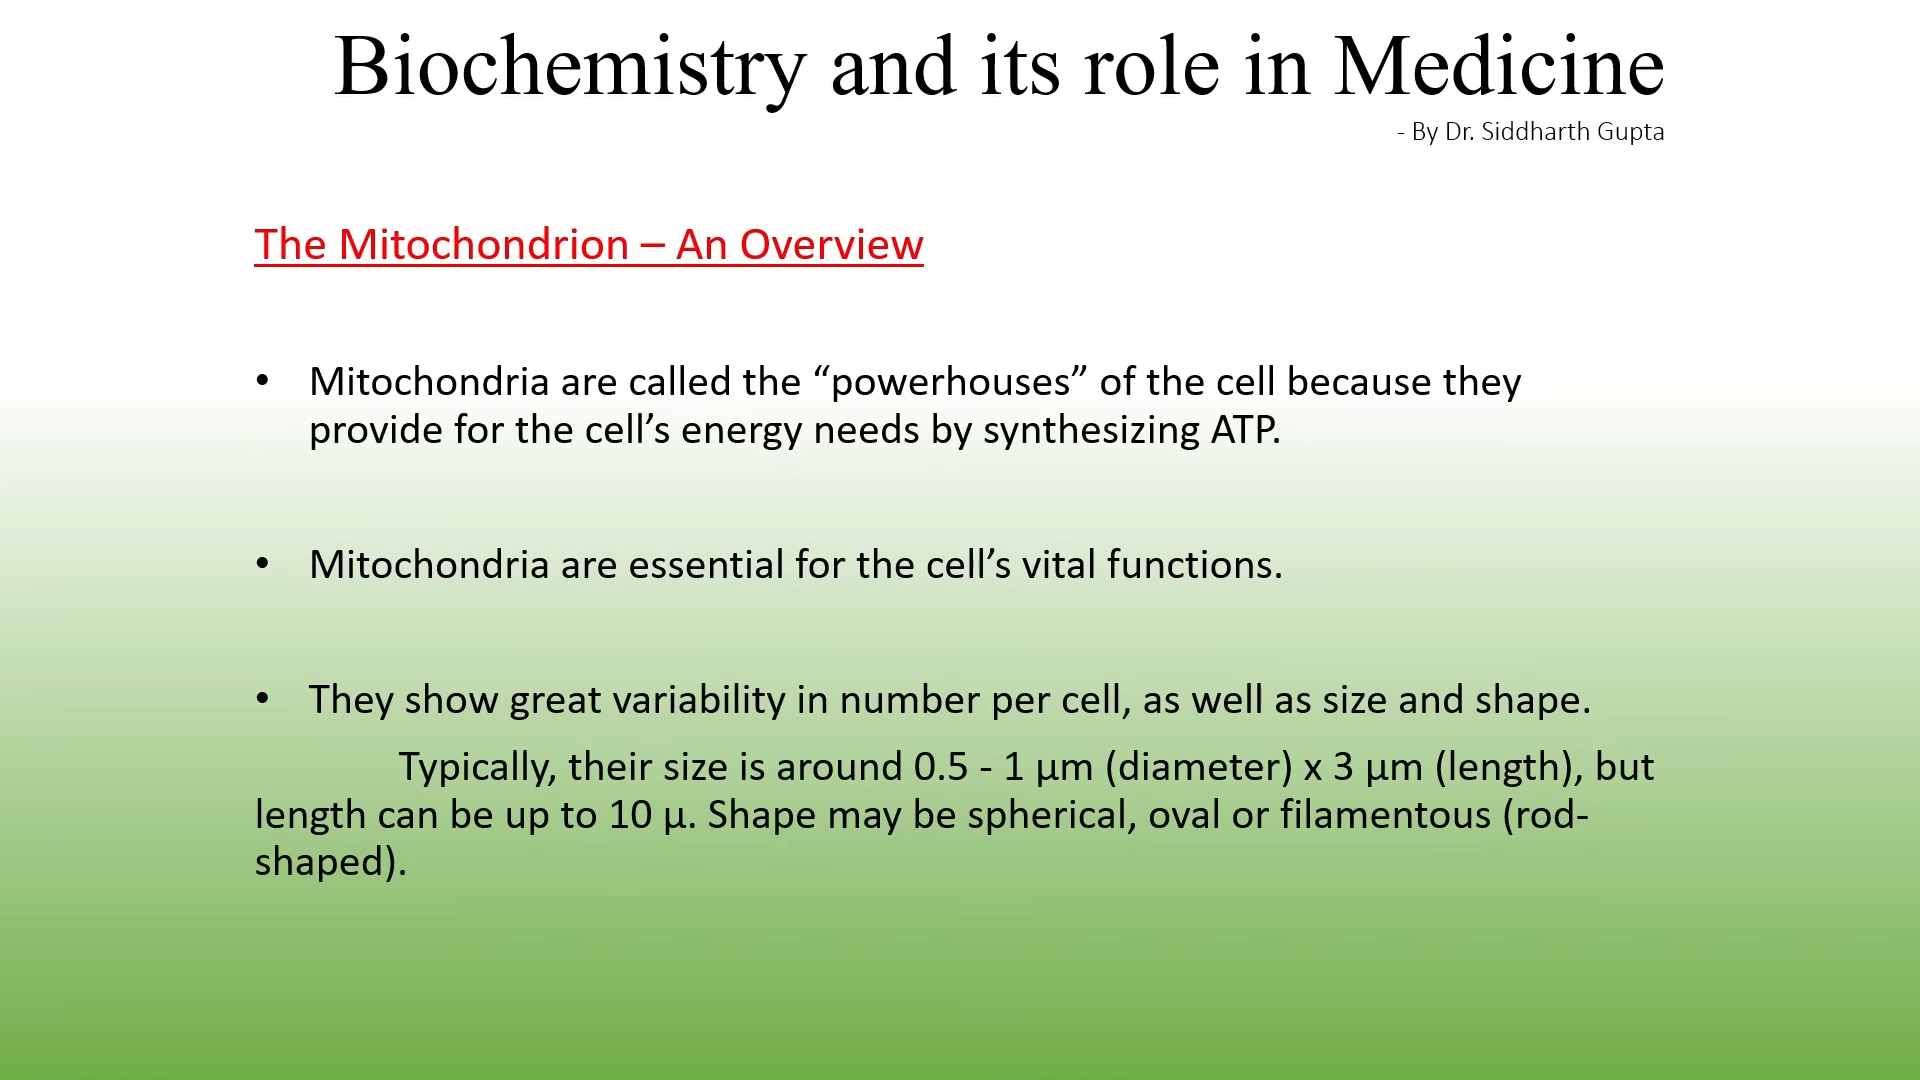 Biochemistry and its role in Medicine
- By Dr. Siddharth Gupta
The Mitochondrion – An Overview
• Mitochondria are called the “powerhouses” of the cell because they
provide for the cell’s energy needs by synthesizing ATP.
• Mitochondria are essential for the cell’s vital functions.
• They show great variability in number per cell, as well as size and shape.
Typically, their size is around 0.5 - 1 µm (diameter) x 3 µm (length), but
length can be up to 10 µ. Shape may be spherical, oval or filamentous (rod-
shaped).